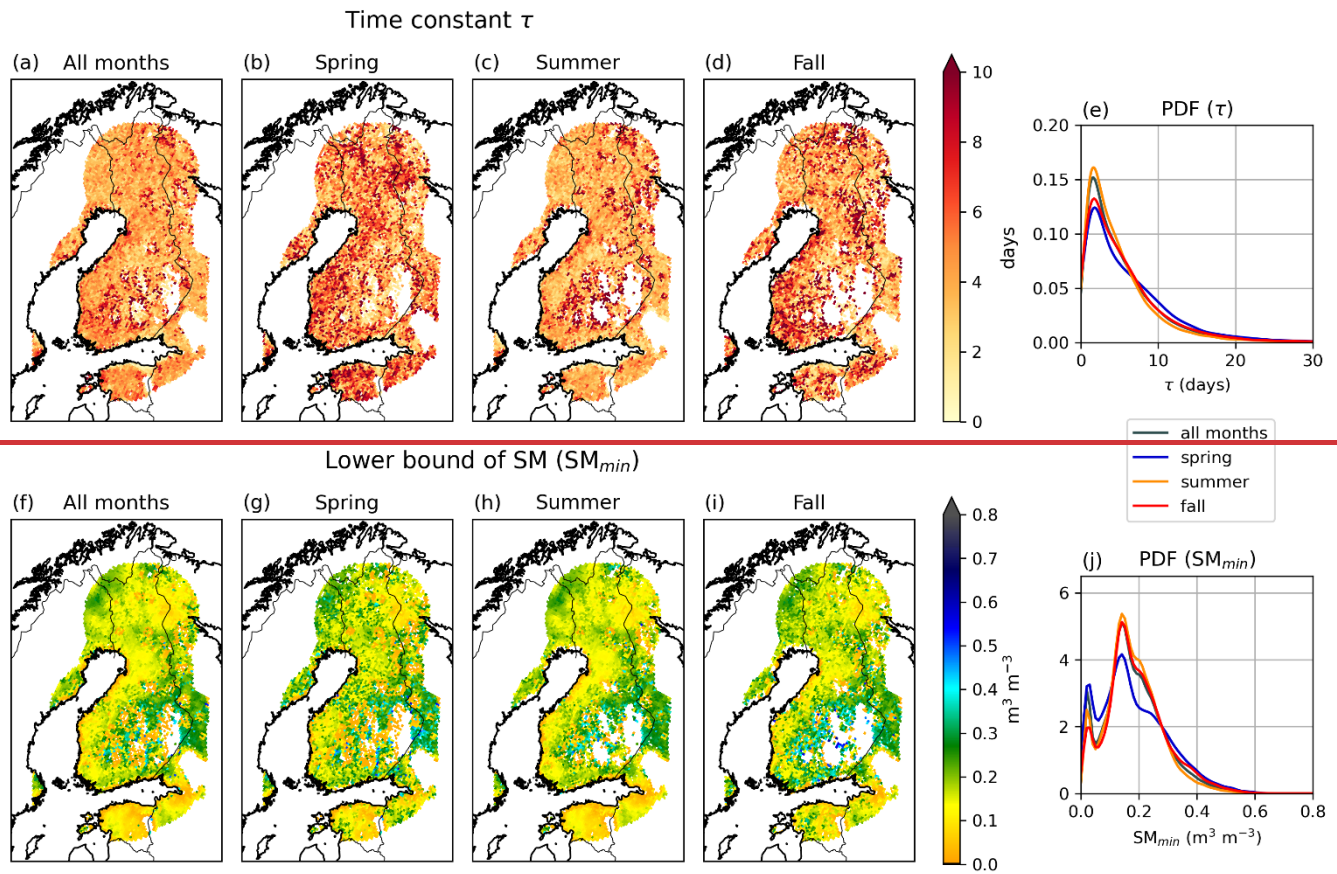 Time constant τ
(a) All months
(b) Spring
(c) Summer
(d) Fall
10
8
6
4
2
0
days
(e) PDF (τ)
0.20
0.15
0.10
0.05
0.00
0 10 20 30
τ (days)
all months
spring
summer
fall
Lower bound of SM (SMmin)
(f) All months
(g) Spring
(h) Summer
(i) Fall
0.8
0.7
0.6
0.5
0.4
0.3
0.2
0.1
0.0
m³ m⁻³
(j) PDF (SMmin)
6
4
2
0
0.0 0.2 0.4 0.6 0.8
SMmin (m³ m⁻³)